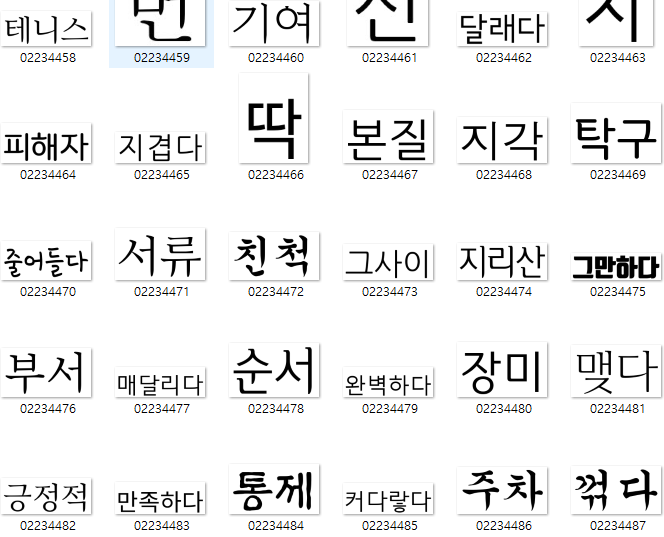 테니스 번 기여 달래다
02234458 02234459 02234460 02234461 02234462 02234463
피해자 지겹다 딱 본질 지각 탁구
02234464 02234465 02234466 02234467 02234468 02234469
줄어들다 서류 친척 그사이 지리산 그만하다
02234470 02234471 02234472 02234473 02234474 02234475
부서 매달리다 순서 완벽하다 장미 맺다
02234476 02234477 02234478 02234479 02234480 02234481
긍정적 만족하다 통제 커다랗다 주차 꺾다
02234482 02234483 02234484 02234485 02234486 02234487